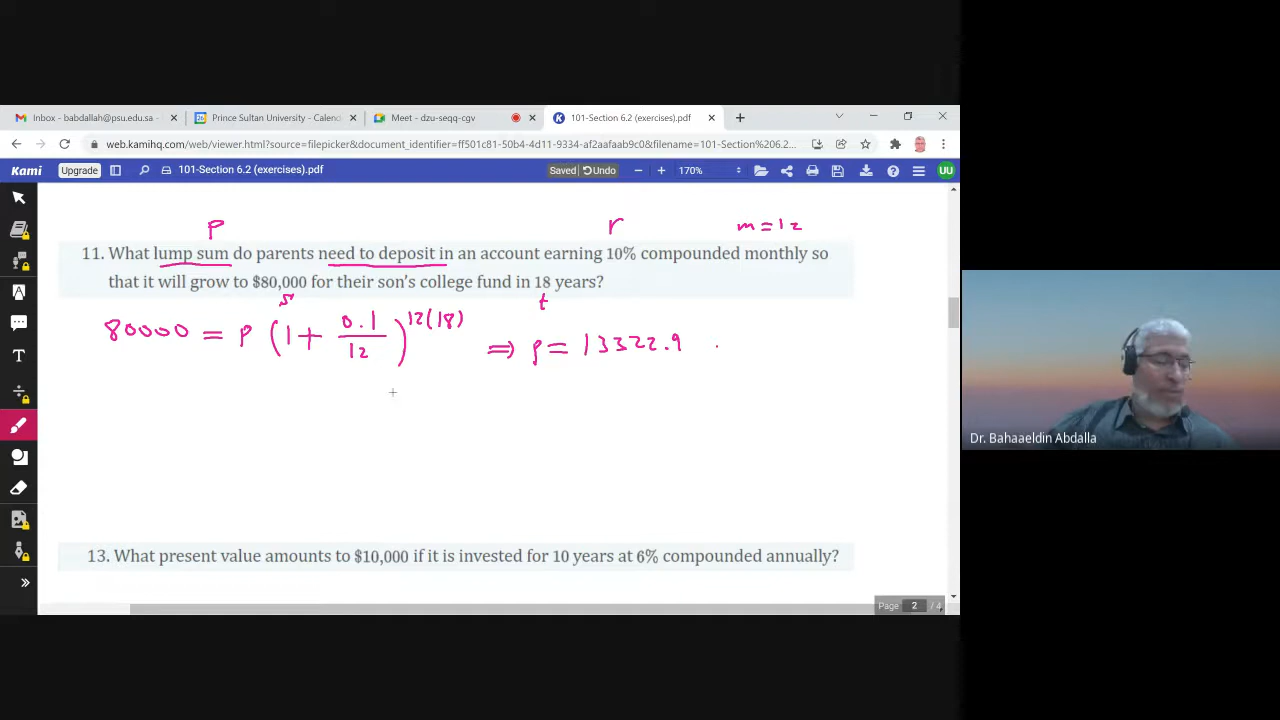 Inbox - babdallah@psu.edu.sa -
Prince Sultan University - Calend
Meet - dzu-seqq-cgv
101-Section 6.2 (exercises).pdf
web.kamihq.com/web/viewer.html?source=filepicker&document_identifier=ff501c81-50b4-4d11-9334-af2aafaab9c0&filename=101-Section%206.2...
Kami
Upgrade
101-Section 6.2 (exercises).pdf
Saved
Undo
170%
UU
P r m = 12
11. What lump sum do parents need to deposit in an account earning 10% compounded monthly so
that it will grow to $80,000 for their son's college fund in 18 years?
S t
80000 = P (1 + 0.1/12)^12(18) ⟹ P = 13322.9
Dr. Bahaaeldin Abdalla
13. What present value amounts to $10,000 if it is invested for 10 years at 6% compounded annually?
Page 2 / 4